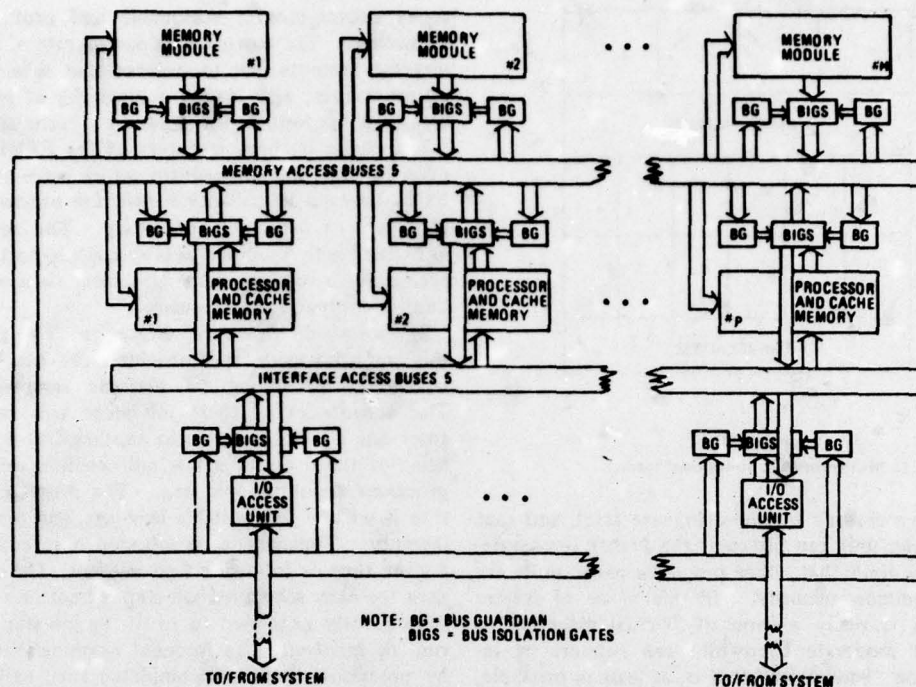 MEMORY
MODULE
#1
MEMORY
MODULE
#2
• • •
MEMORY
MODULE
#M
BG BIGS BG
BG BIGS BG
BG BIGS BG
MEMORY ACCESS BUSES 5
BG BIGS BG
BG BIGS BG
BG BIGS BG
PROCESSOR
AND CACHE
MEMORY
#1
PROCESSOR
AND CACHE
MEMORY
#2
• • •
PROCESSOR
AND CACHE
MEMORY
#P
INTERFACE ACCESS BUSES 5
BG BIGS BG
BG BIGS BG
I/O
ACCESS
UNIT
• • •
I/O
ACCESS
UNIT
NOTE: BG = BUS GUARDIAN
BIGS = BUS ISOLATION GATES
TO/FROM SYSTEM
TO/FROM SYSTEM